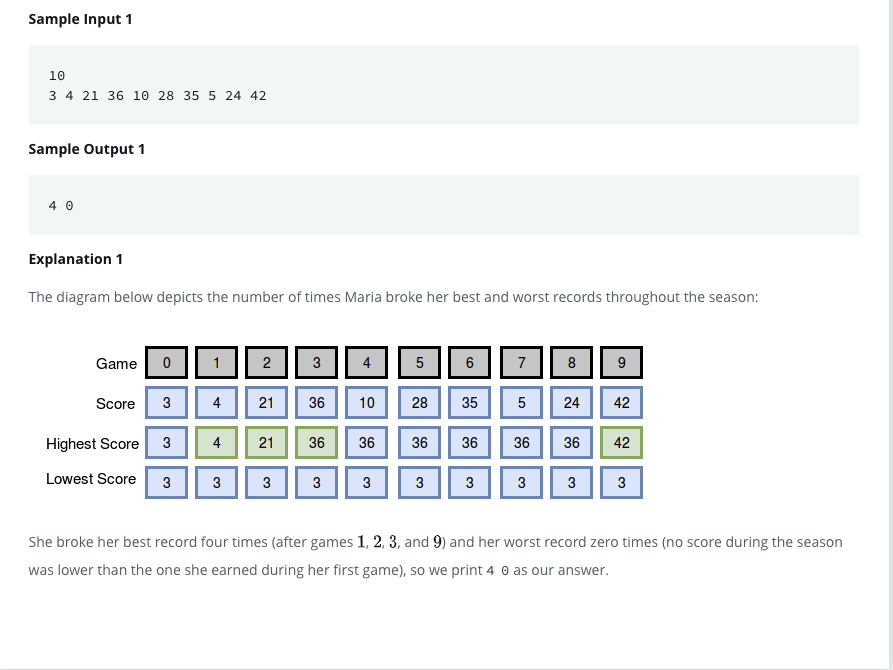 Sample Input 1
10
3 4 21 36 10 28 35 5 24 42
Sample Output 1
4 0
Explanation 1
The diagram below depicts the number of times Maria broke her best and worst records throughout the season:
Game 0 1 2 3 4 5 6 7 8 9
Score 3 4 21 36 10 28 35 5 24 42
Highest Score 3 4 21 36 36 36 36 36 36 42
Lowest Score 3 3 3 3 3 3 3 3 3 3
She broke her best record four times (after games 1, 2, 3, and 9) and her worst record zero times (no score during the season
was lower than the one she earned during her first game), so we print 4 0 as our answer.